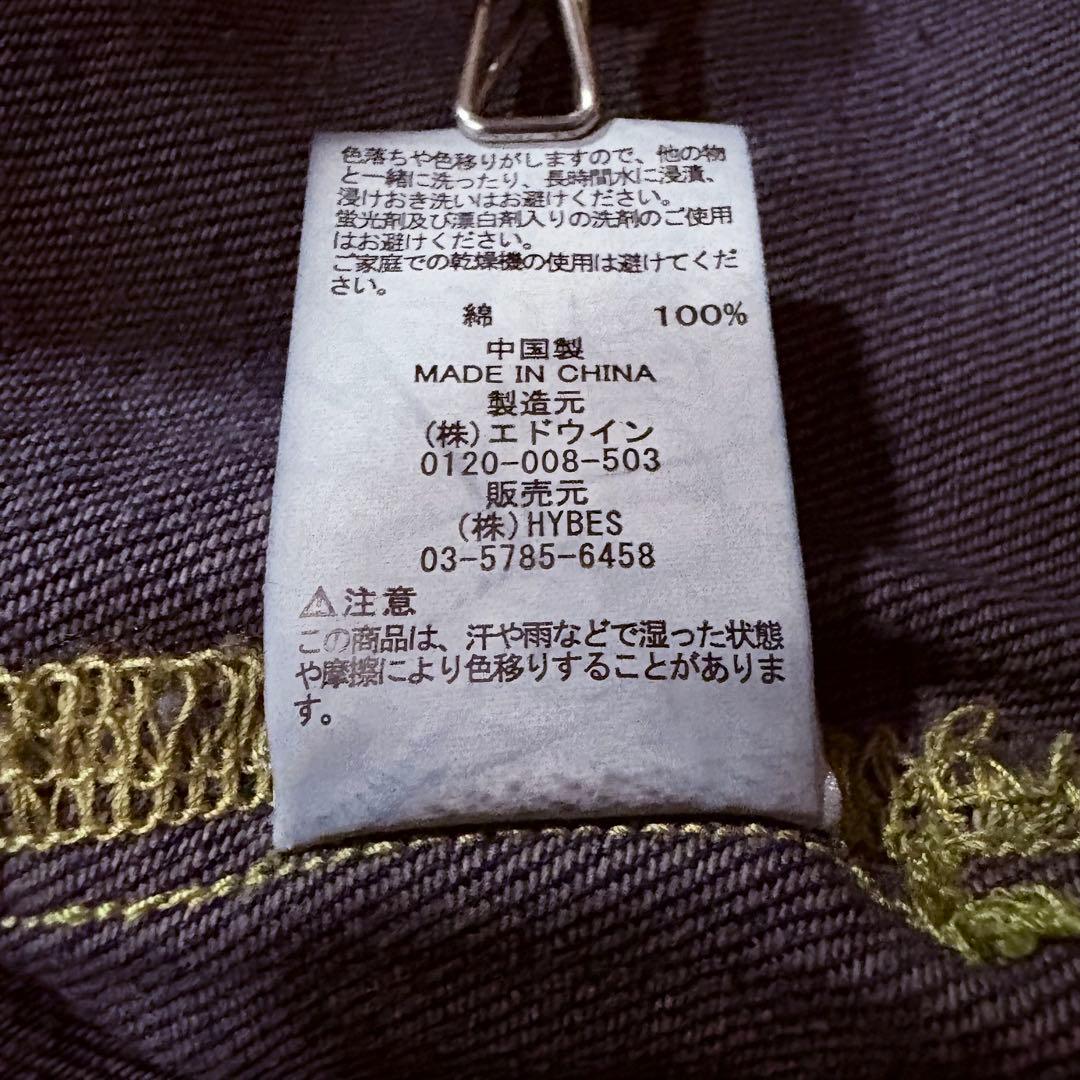 色落ちや色移りがしますので、他の物
と一緒に洗ったり、長時間水に浸漬、
浸けおき洗いはお避けください。
蛍光剤及び漂白剤入りの洗剤のご使用
はお避けください。
ご家庭での乾燥機の使用は避けてくだ
さい。
綿 100%
中国製
MADE IN CHINA
製造元
(株)エドウイン
0120-008-503
販売元
(株)HYBES
03-5785-6458
⚠注意
この商品は、汗や雨などで湿った状態
や摩擦により色移りすることがありま
す。